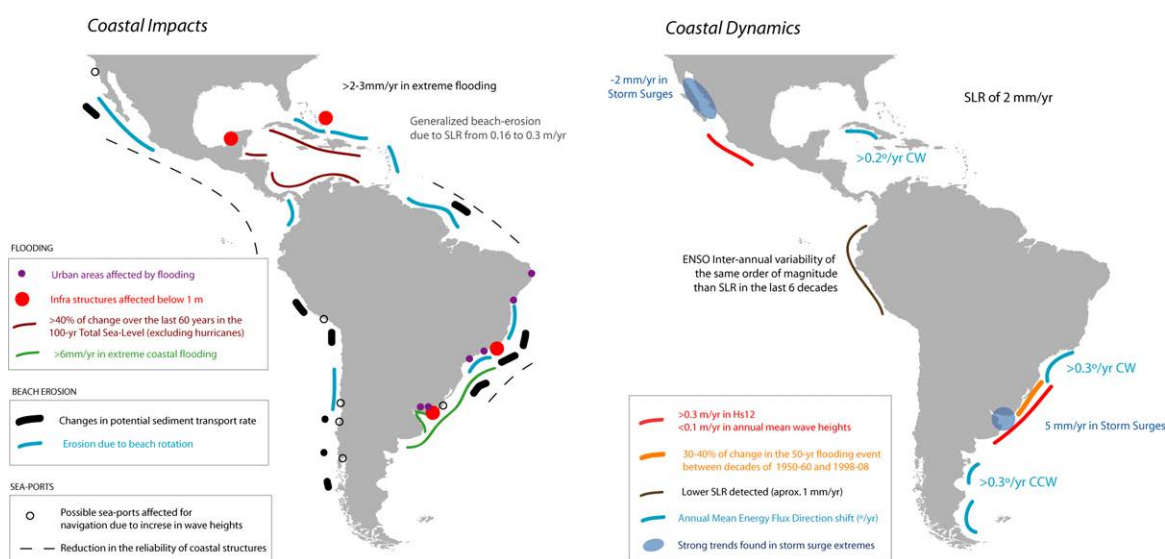 Coastal Impacts
>2-3mm/yr in extreme flooding
Generalized beach-erosion
due to SLR from 0.16 to 0.3 m/yr
FLOODING
Urban areas affected by flooding
Infra structures affected below 1 m
>40% of change over the last 60 years in the
100-yr Total Sea-Level (excluding hurricanes)
>6mm/yr in extreme coastal flooding
BEACH EROSION
Changes in potential sediment transport rate
Erosion due to beach rotation
SEA-PORTS
Possible sea-ports affected for
navigation due to increse in wave heights
Reduction in the reliability of coastal structures
Coastal Dynamics
-2 mm/yr in
Storm Surges
SLR of 2 mm/yr
>0.2º/yr CW
ENSO Inter-annual variability of
the same order of magnitude
than SLR in the last 6 decades
>0.3º/yr CW
5 mm/yr in Storm Surges
>0.3º/yr CCW
>0.3 m/yr in Hs12
<0.1 m/yr in annual mean wave heights
30-40% of change in the 50-yr flooding event
between decades of 1950-60 and 1998-08
Lower SLR detected (aprox. 1 mm/yr)
Annual Mean Energy Flux Direction shift (º/yr)
Strong trends found in storm surge extremes